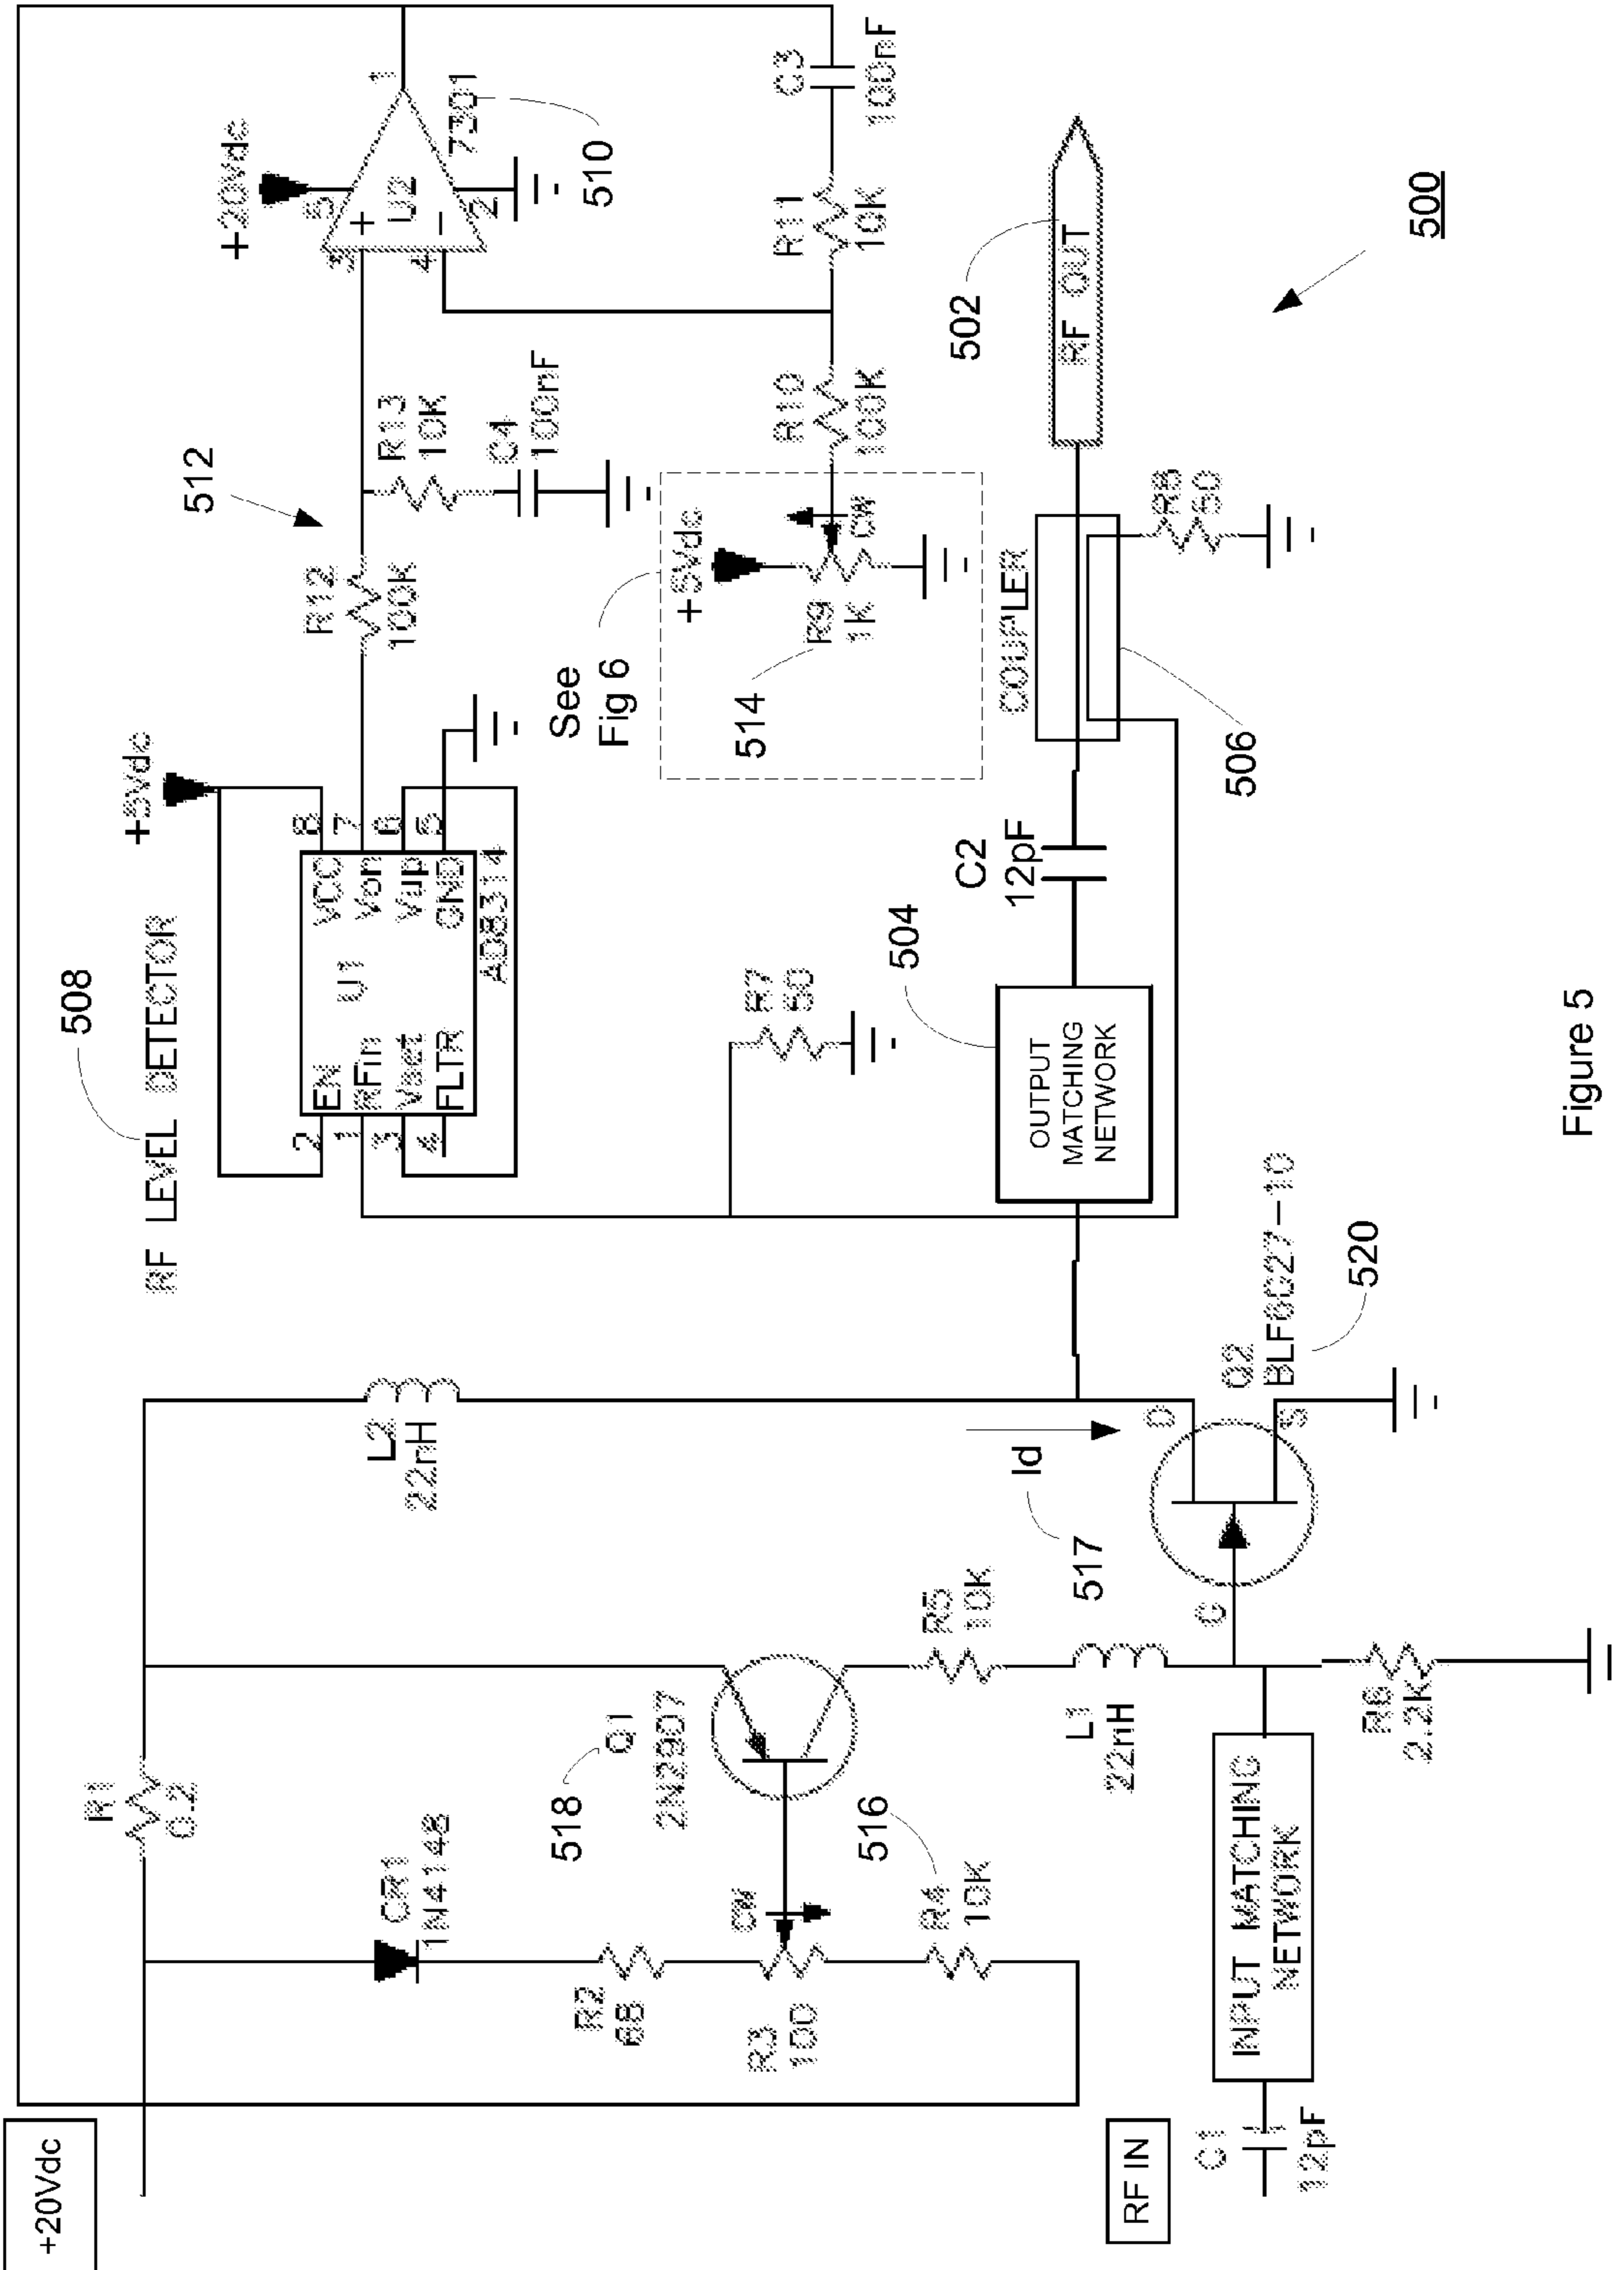 +20Vdc
R1
0.2
CR1
1N4148
R2
68
R3
100
CW
R4
10K
516
518
Q1
2N2907
R5
10K
L1
22nH
RF IN
C1
12pF
INPUT MATCHING
NETWORK
R6
2.2K
L2
22nH
Id
517
G
D
S
Q2
BLF6G27-10
520
508
RF LEVEL DETECTOR
+5Vdc
2
1
3
4
EN
RFin
Vset
FLTR
U1
VCC
Von
Vup
GND
8
7
6
5
AD8314
R7
50
504
OUTPUT
MATCHING
NETWORK
C2
12pF
506
COUPLER
R8
50
502
RF OUT
R12
100K
512
R13
10K
C4
100nF
See
Fig 6
514
+5Vdc
R9
1K
CW
R10
100K
R11
10K
C3
100nF
+20Vdc
5
3
4
+
-
U2
2
1
7301
510
500
Figure 5